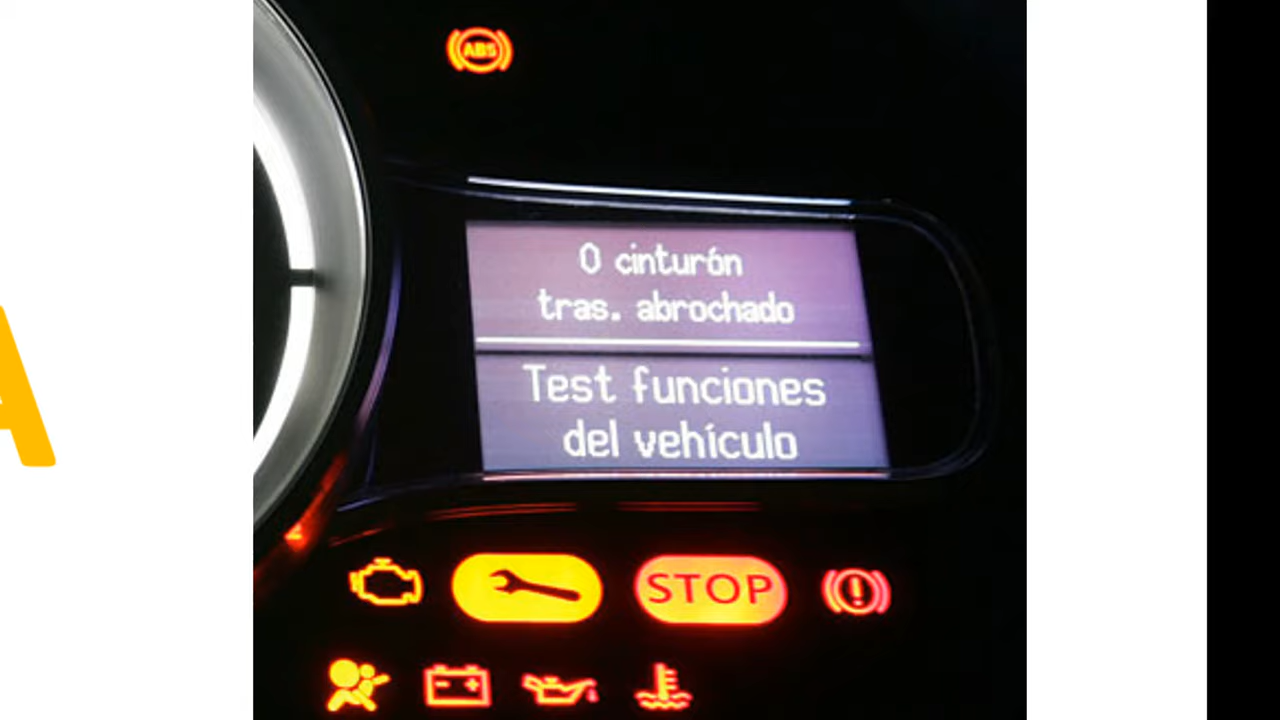 ABS
0 cinturón
tras. abrochado
Test funciones
del vehículo
STOP
A